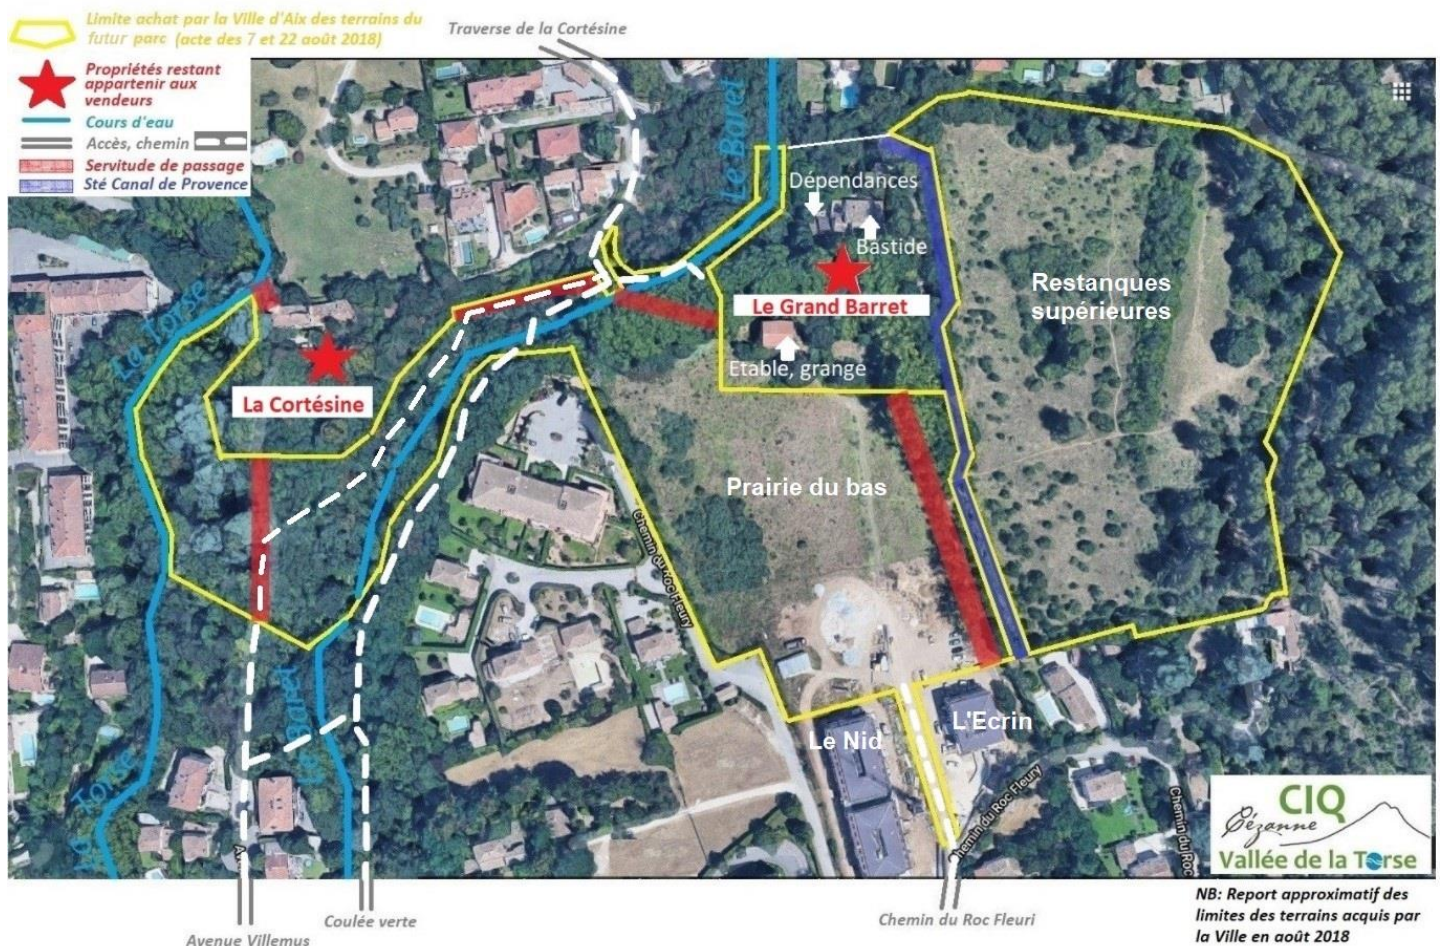 Limite achat par la Ville d'Aix des terrains du
futur parc (acte des 7 et 22 août 2018)
Propriétés restant
appartenir aux
vendeurs
Cours d'eau
Accès, chemin
Servitude de passage
Sté Canal de Provence
Traverse de la Cortésine
Le Baret
Dépendances
Bastide
Le Grand Barret
Etable, grange
Restanques
supérieures
La Torse
La Cortésine
Prairie du bas
Chemin du Roc Fleury
Le Baret
L'Ecrin
Le Nid
La Torse
Chemin du Roc Fleury
Chemin du Roc
CIQ
Cézanne
Vallée de la Torse
Avenue Villemus
Coulée verte
Chemin du Roc Fleuri
NB: Report approximatif des
limites des terrains acquis par
la Ville en août 2018